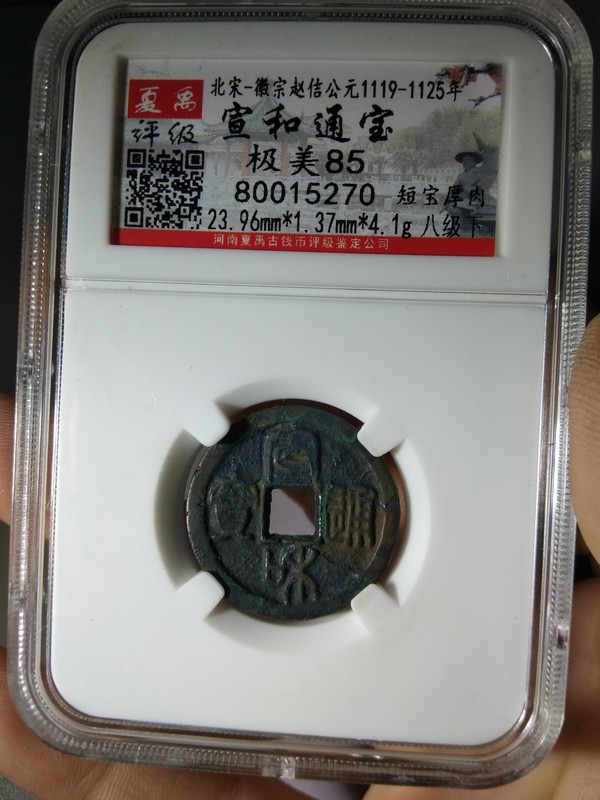 北宋-徽宗赵佶公元1119-1125年
夏禹
评级
宣和通宝
极美85
80015270 短宝厚肉
23.96mm*1.37mm*4.1g 八级下
河南夏禹古钱币评级鉴定公司
宣和通寶